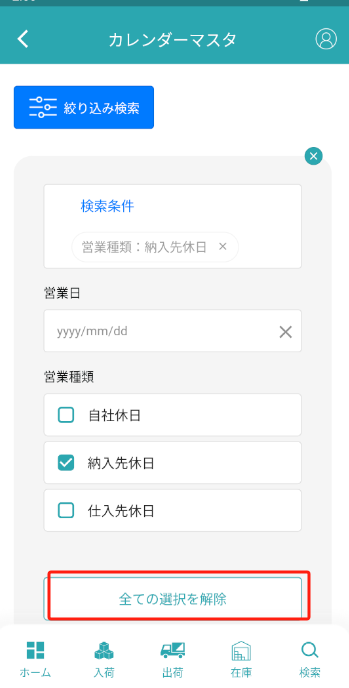 カレンダーマスタ
絞り込み検索
検索条件
営業種類：納入先休日 ×
営業日
yyyy/mm/dd
営業種類
自社休日
納入先休日
仕入先休日
全ての選択を解除
ホーム 入荷 出荷 在庫 検索